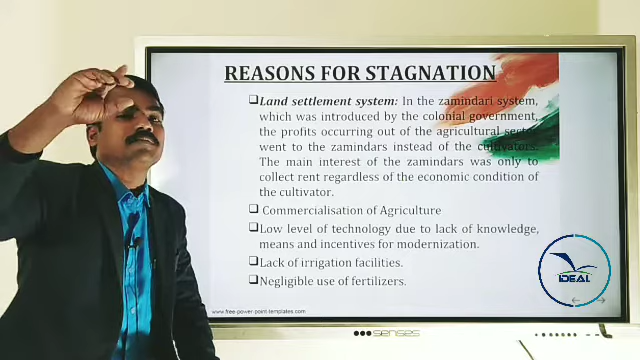 REASONS FOR STAGNATION
❑Land settlement system: In the zamindari system,
which was introduced by the colonial government,
the profits occurring out of the agricultural sector
went to the zamindars instead of the cultivators.
The main interest of the zamindars was only to
collect rent regardless of the economic condition of
the cultivator.
❑ Commercialisation of Agriculture
❑Low level of technology due to lack of knowledge,
means and incentives for modernization.
❑Lack of irrigation facilities.
❑Negligible use of fertilizers.
IDEAL
www.free-power-point-templates.com
senses